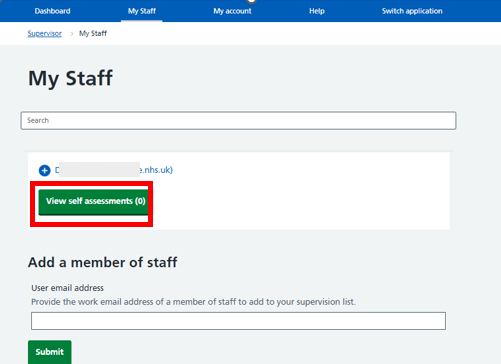 Dashboard My Staff My account Help Switch application
Supervisor > My Staff
My Staff
Search
D e.nhs.uk)
View self assessments (0)
Add a member of staff
User email address
Provide the work email address of a member of staff to add to your supervision list.
Submit